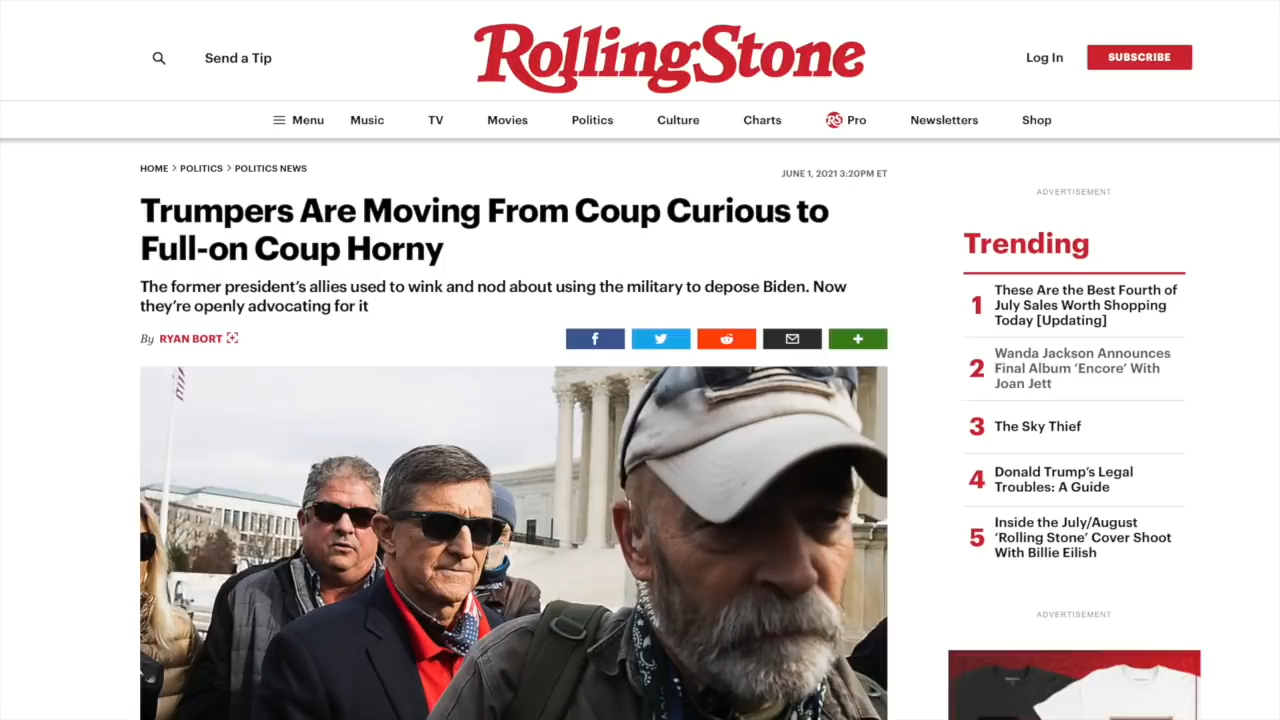 Send a Tip
RollingStone
Log In
SUBSCRIBE
Menu
Music
TV
Movies
Politics
Culture
Charts
RS Pro
Newsletters
Shop
HOME > POLITICS > POLITICS NEWS
JUNE 1, 2021 3:20PM ET
Trumpers Are Moving From Coup Curious to
Full-on Coup Horny
The former president's allies used to wink and nod about using the military to depose Biden. Now
they're openly advocating for it
By RYAN BORT
f
ADVERTISEMENT
Trending
1 These Are the Best Fourth of
July Sales Worth Shopping
Today [Updating]
2 Wanda Jackson Announces
Final Album ‘Encore’ With
Joan Jett
3 The Sky Thief
4 Donald Trump’s Legal
Troubles: A Guide
5 Inside the July/August
‘Rolling Stone’ Cover Shoot
With Billie Eilish
ADVERTISEMENT